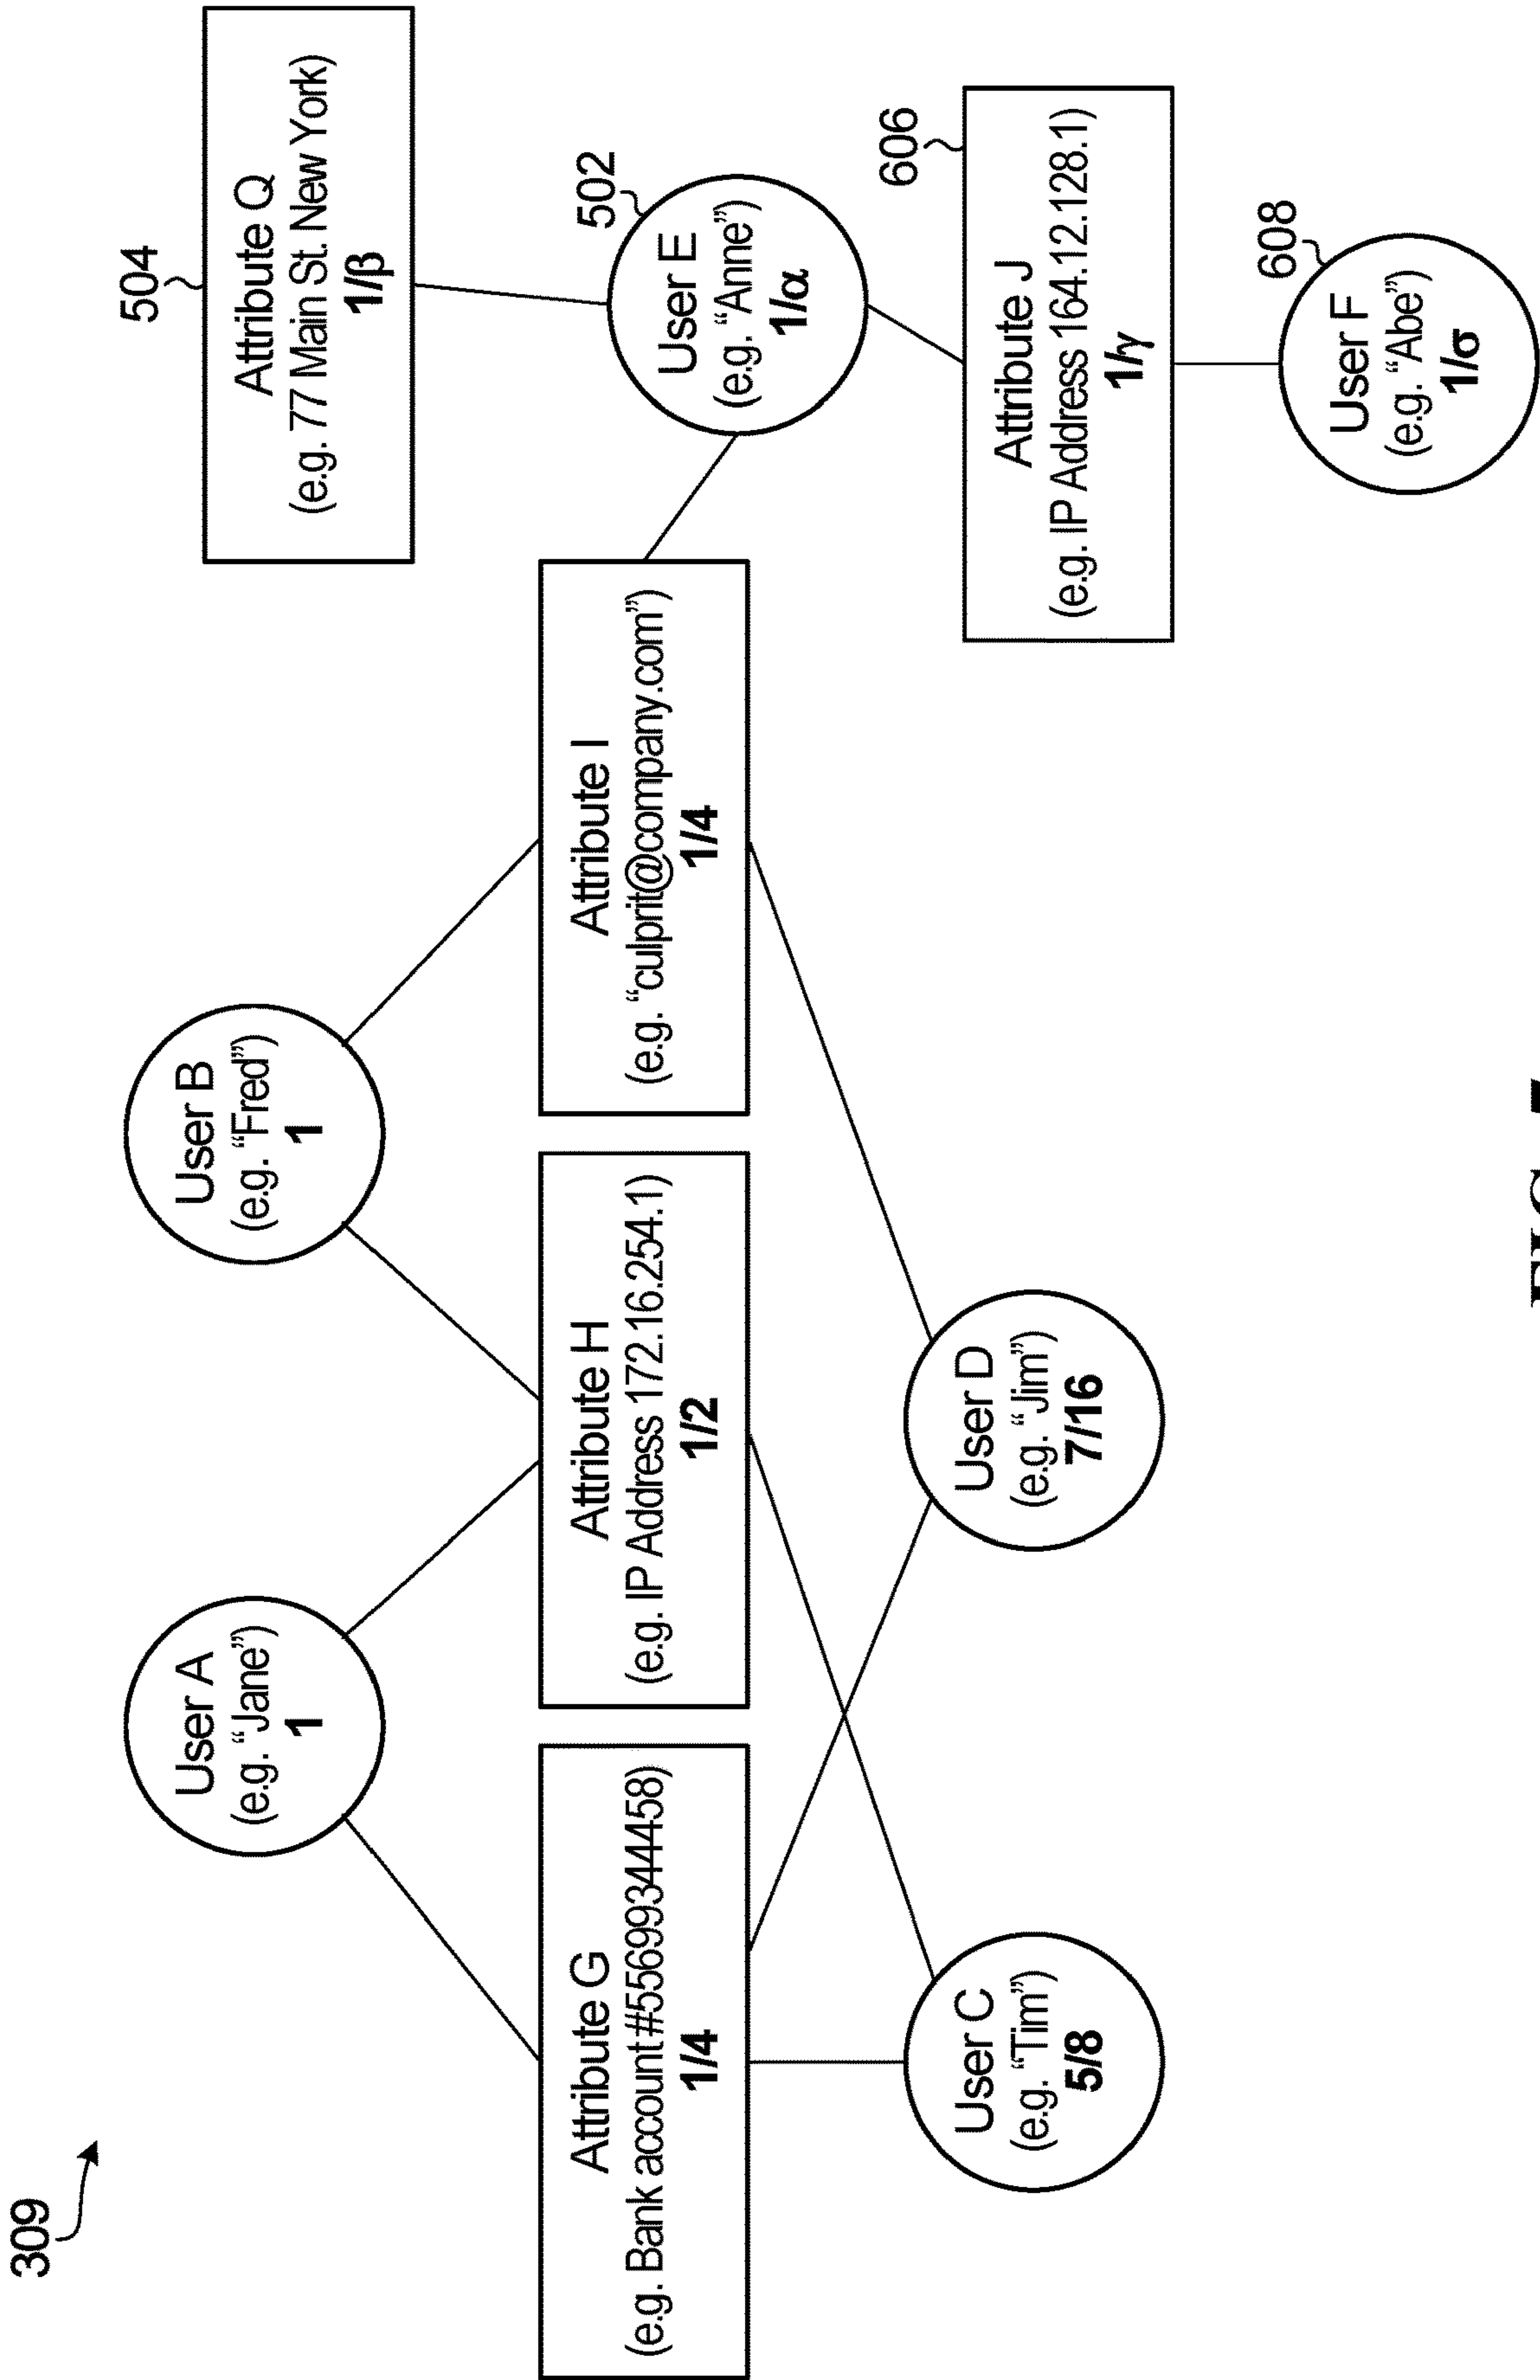 309
User A
(e.g. “Jane”)
1
User B
(e.g. “Fred”)
1
504
Attribute Q
(e.g. 77 Main St. New York)
1/β
Attribute G
(e.g. Bank account #556993444458)
1/4
Attribute H
(e.g. IP Address 172.16.254.1)
1/2
Attribute I
(e.g. “culprit@company.com”)
1/4
502
User E
(e.g. “Anne”)
1/α
User C
(e.g. “Tim”)
5/8
User D
(e.g. “Jim”)
7/16
606
Attribute J
(e.g. IP Address 164.12.128.1)
1/γ
608
User F
(e.g. “Abe”)
1/σ